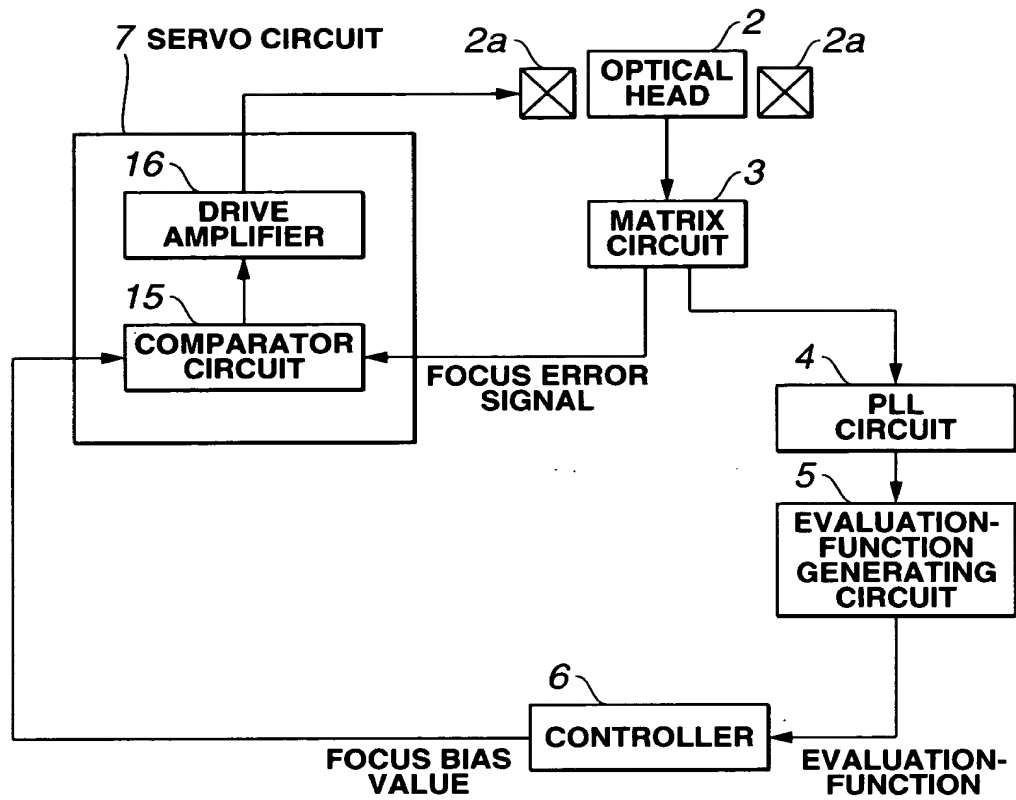 7 SERVO CIRCUIT
2a
2
2a
OPTICAL
HEAD
16
DRIVE
AMPLIFIER
3
MATRIX
CIRCUIT
15
COMPARATOR
CIRCUIT
FOCUS ERROR
SIGNAL
4
PLL
CIRCUIT
5
EVALUATION-
FUNCTION
GENERATING
CIRCUIT
6
CONTROLLER
FOCUS BIAS
VALUE
EVALUATION-
FUNCTION